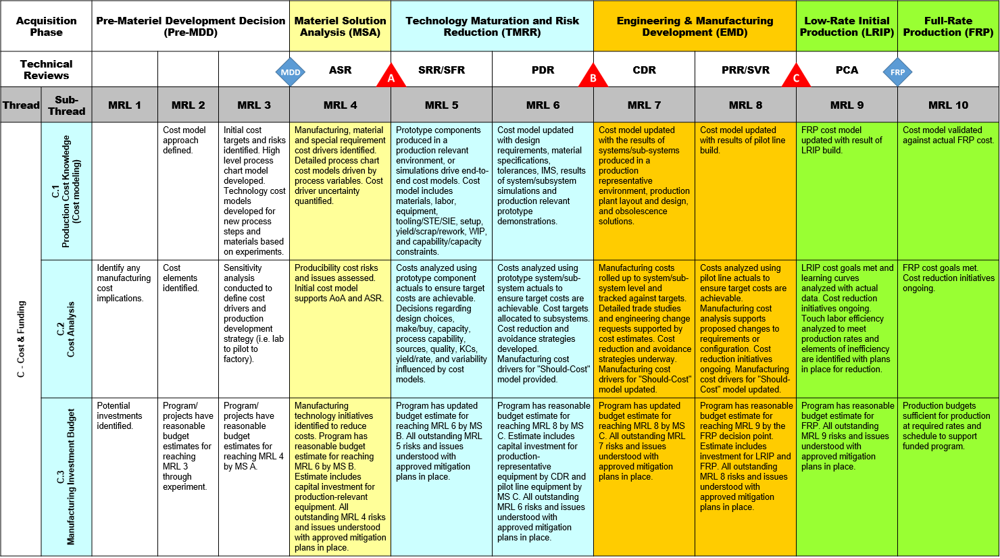 Acquisition
Phase
Pre-Materiel Development Decision
(Pre-MDD)
Materiel Solution
Analysis (MSA)
Technology Maturation and Risk
Reduction (TMRR)
Engineering & Manufacturing
Development (EMD)
Low-Rate Initial
Production (LRIP)
Full-Rate
Production (FRP)
Technical
Reviews
MDD
ASR
A
SRR/SFR
PDR
B
CDR
PRR/SVR
C
PCA
FRP
Thread
Sub-
Thread
MRL 1
MRL 2
MRL 3
MRL 4
MRL 5
MRL 6
MRL 7
MRL 8
MRL 9
MRL 10
C - Cost & Funding
C.1
Production Cost Knowledge
(Cost modeling)
Cost model
approach
defined.
Initial cost
targets and risks
identified. High
level process
chart model
developed.
Technology cost
models
developed for
new process
steps and
materials based
on experiments.
Manufacturing, material
and special requirement
cost drivers identified.
Detailed process chart
cost models driven by
process variables. Cost
driver uncertainty
quantified.
Prototype components
produced in a
production relevant
environment, or
simulations drive end-to-
end cost models. Cost
model includes
materials, labor,
equipment,
tooling/STE/SIE, setup,
yield/scrap/rework, WIP,
and capability/capacity
constraints.
Cost model updated
with design
requirements, material
specifications,
tolerances, IMS, results
of system/subsystem
simulations and
production relevant
prototype
demonstrations.
Cost model updated
with the results of
systems/sub-systems
produced in a
production
representative
environment, production
plant layout and design,
and obsolescence
solutions.
Cost model updated
with results of pilot line
build.
FRP cost model
updated with result of
LRIP build.
Cost model validated
against actual FRP cost.
C.2
Cost Analysis
Identify any
manufacturing
cost
implications.
Cost
elements
identified.
Sensitivity
analysis
conducted to
define cost
drivers and
production
development
strategy (i.e. lab
to pilot to
factory).
Producibility cost risks
and issues assessed.
Initial cost model
supports AoA and ASR.
Costs analyzed using
prototype component
actuals to ensure target
costs are achievable.
Decisions regarding
design choices,
make/buy, capacity,
process capability,
sources, quality, KCs,
yield/rate, and variability
influenced by cost
models.
Costs analyzed using
prototype system/sub-
system actuals to
ensure target costs are
achievable. Cost targets
allocated to subsystems.
Cost reduction and
avoidance strategies
developed.
Manufacturing cost
drivers for "Should-Cost"
model provided.
Manufacturing costs
rolled up to system/sub-
system level and
tracked against targets.
Detailed trade studies
and engineering change
requests supported by
cost estimates. Cost
reduction and avoidance
strategies underway.
Manufacturing cost
drivers for "Should-Cost"
model updated.
Costs analyzed using
pilot line actuals to
ensure target costs are
achievable.
Manufacturing cost
analysis supports
proposed changes to
requirements or
configuration. Cost
reduction initiatives
ongoing. Manufacturing
cost drivers for "Should-
Cost" model updated.
LRIP cost goals met and
learning curves
analyzed with actual
data. Cost reduction
initiatives ongoing.
Touch labor efficiency
analyzed to meet
production rates and
elements of inefficiency
are identified with plans
in place for reduction.
FRP cost goals met.
Cost reduction initiatives
ongoing.
C.3
Manufacturing Investment Budget
Potential
investments
identified.
Program/
projects have
reasonable
budget
estimates for
reaching
MRL 3
through
experiment.
Program/
projects have
reasonable
budget
estimates for
reaching MRL 4
by MS A.
Manufacturing
technology initiatives
identified to reduce
costs. Program has
reasonable budget
estimate for reaching
MRL 6 by MS B.
Estimate includes
capital investment for
production-relevant
equipment. All
outstanding MRL 4 risks
and issues understood
with approved mitigation
plans in place.
Program has updated
budget estimate for
reaching MRL 6 by MS
B. All outstanding MRL
5 risks and issues
understood with
approved mitigation
plans in place.
Program has reasonable
budget estimate for
reaching MRL 8 by MS
C. Estimate includes
capital investment for
production-
representative
equipment by CDR and
pilot line equipment by
MS C. All outstanding
MRL 6 risks and issues
understood with
approved mitigation
plans in place.
Program has updated
budget estimate for
reaching MRL 8 by MS
C. All outstanding MRL
7 risks and issues
understood with
approved mitigation
plans in place.
Program has reasonable
budget estimate for
reaching MRL 9 by the
FRP decision point.
Estimate includes
investment for LRIP and
FRP. All outstanding
MRL 8 risks and issues
understood with
approved mitigation
plans in place.
Program has reasonable
budget estimate for
FRP. All outstanding
MRL 9 risks and issues
understood with
approved mitigation
plans in place.
Production budgets
sufficient for production
at required rates and
schedule to support
funded program.